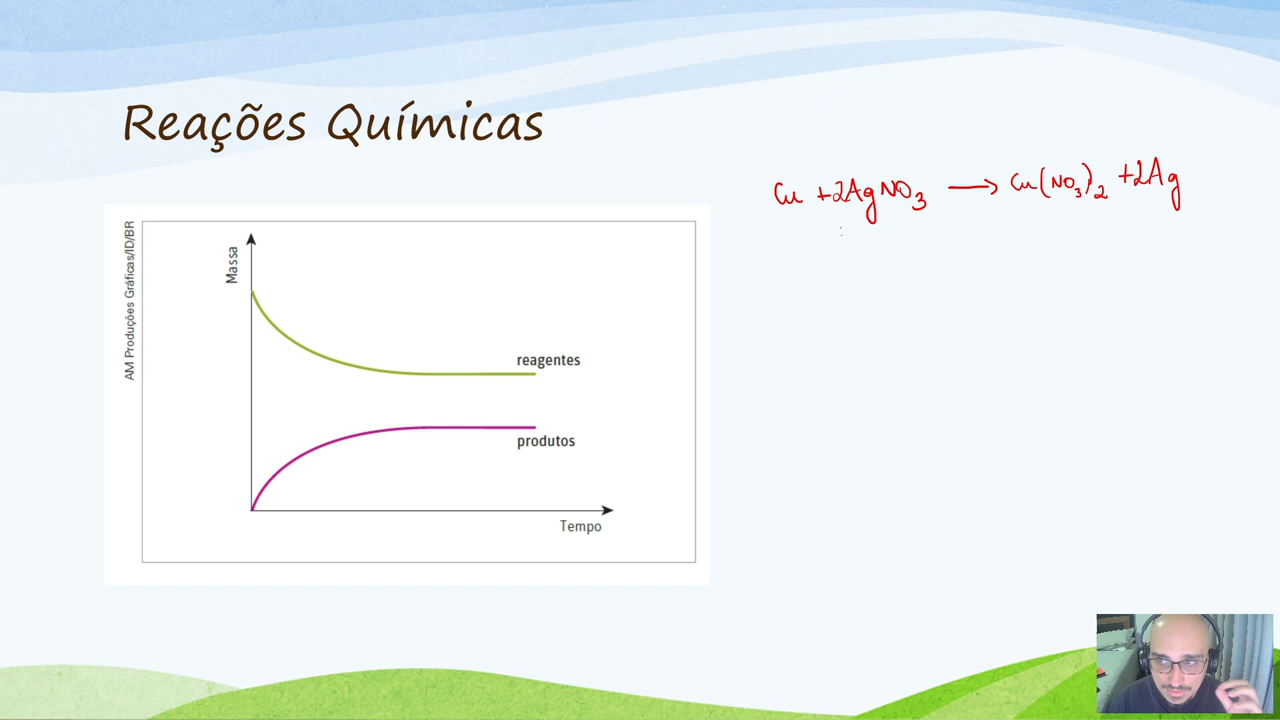 Reações Químicas
Cu + 2AgNO3 → Cu(NO3)2 + 2Ag
AM Produções Gráficas/ID/BR
Massa
reagentes
produtos
Tempo